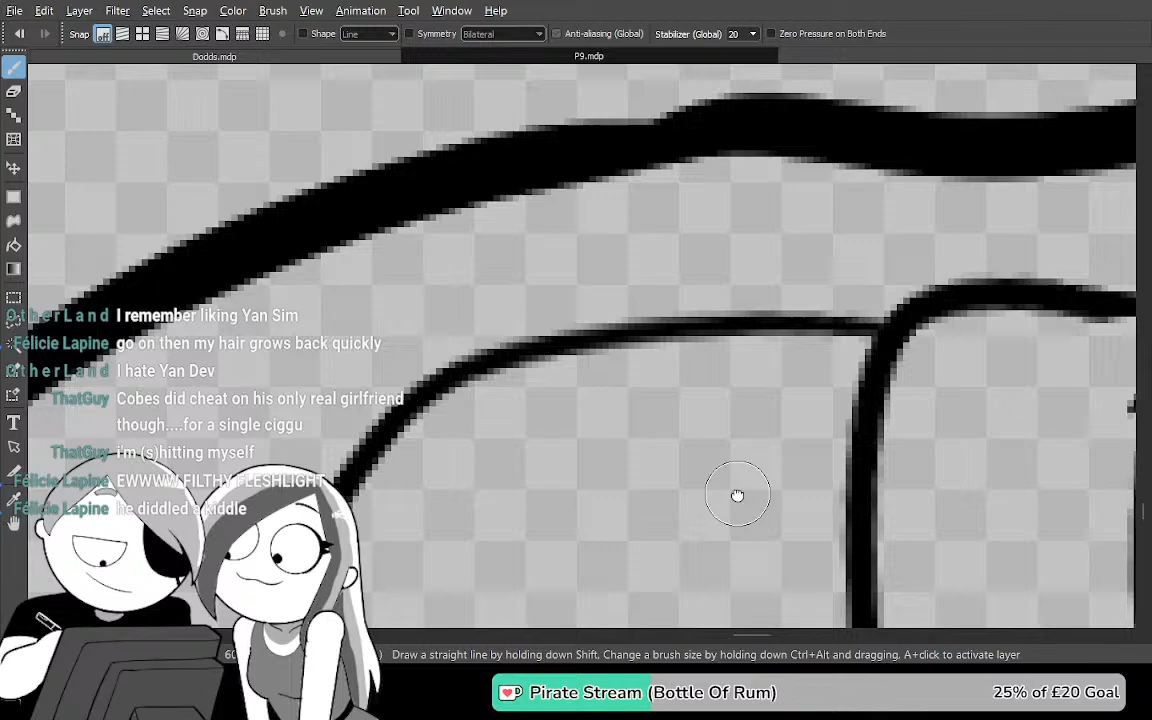 File Edit Layer Filter Select Snap Color Brush View Animation Tool Window Help
Snap off Shape Line Symmetry Bilateral Anti-aliasing (Global) Stabilizer (Global) 20 Zero Pressure on Both Ends
Dodds.mdp P9.mdp
OtherLand I remember liking Yan Sim
Félicie Lapine go on then my hair grows back quickly
OtherLand I hate Yan Dev
ThatGuy Cobes did cheat on his only real girlfriend
though....for a single ciggu
ThatGuy i'm (s)hitting myself
Félicie Lapine EWWWW FILTHY FLESHLIGHT
Félicie Lapine he diddled a kiddle
Draw a straight line by holding down Shift, Change a brush size by holding down Ctrl+Alt and dragging, A+click to activate layer
Pirate Stream (Bottle Of Rum) 25% of £20 Goal